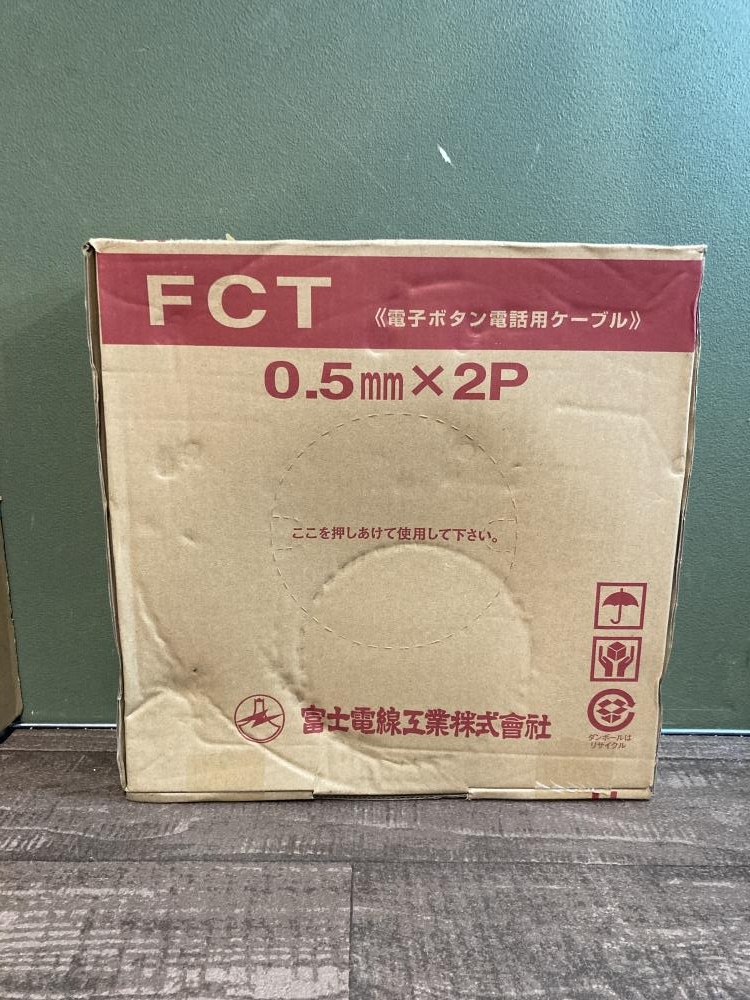 FCT
《電子ボタン電話用ケーブル》
0.5㎜×2P
ここを押しあけて使用して下さい。
富士電線工業株式會社
ダンボールは
リサイクル